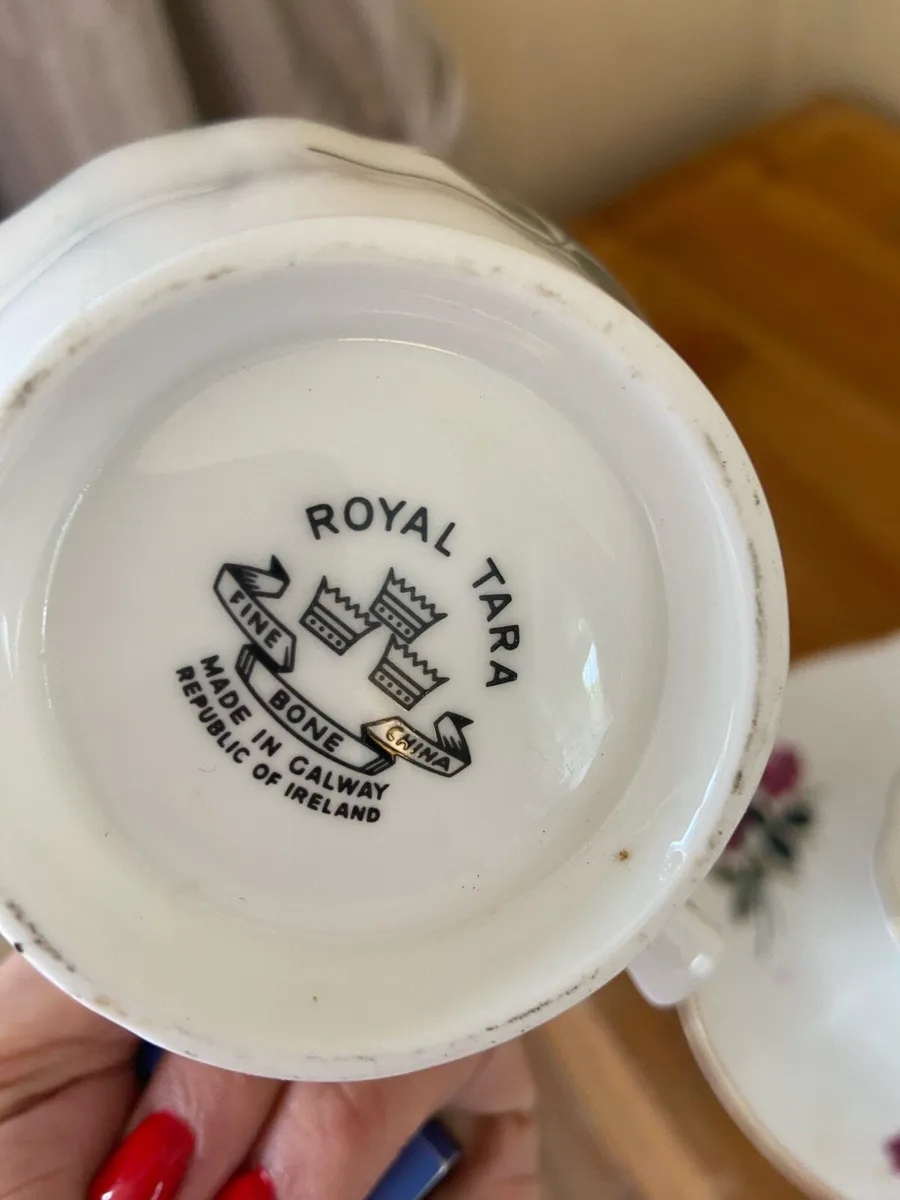 ROYAL TARA
FINE BONE CHINA
MADE IN GALWAY
REPUBLIC OF IRELAND